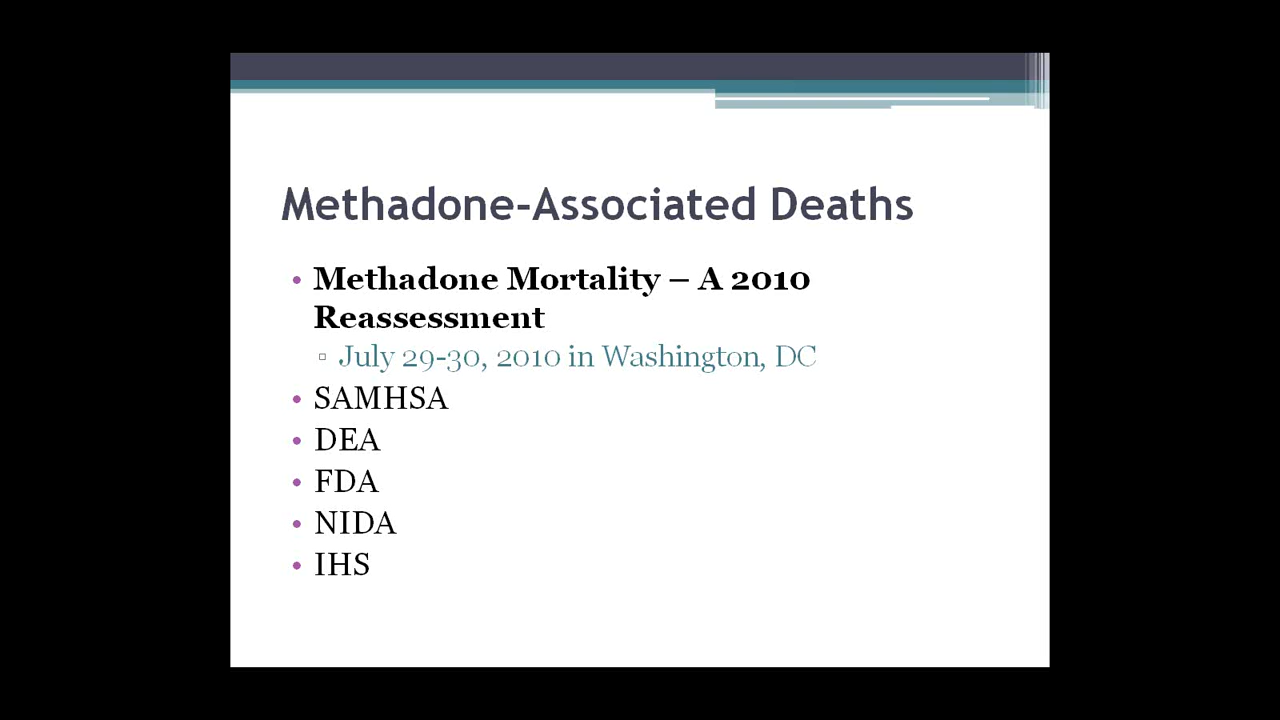 Methadone-Associated Deaths
• Methadone Mortality – A 2010
Reassessment
▫ July 29-30, 2010 in Washington, DC
• SAMHSA
• DEA
• FDA
• NIDA
• IHS